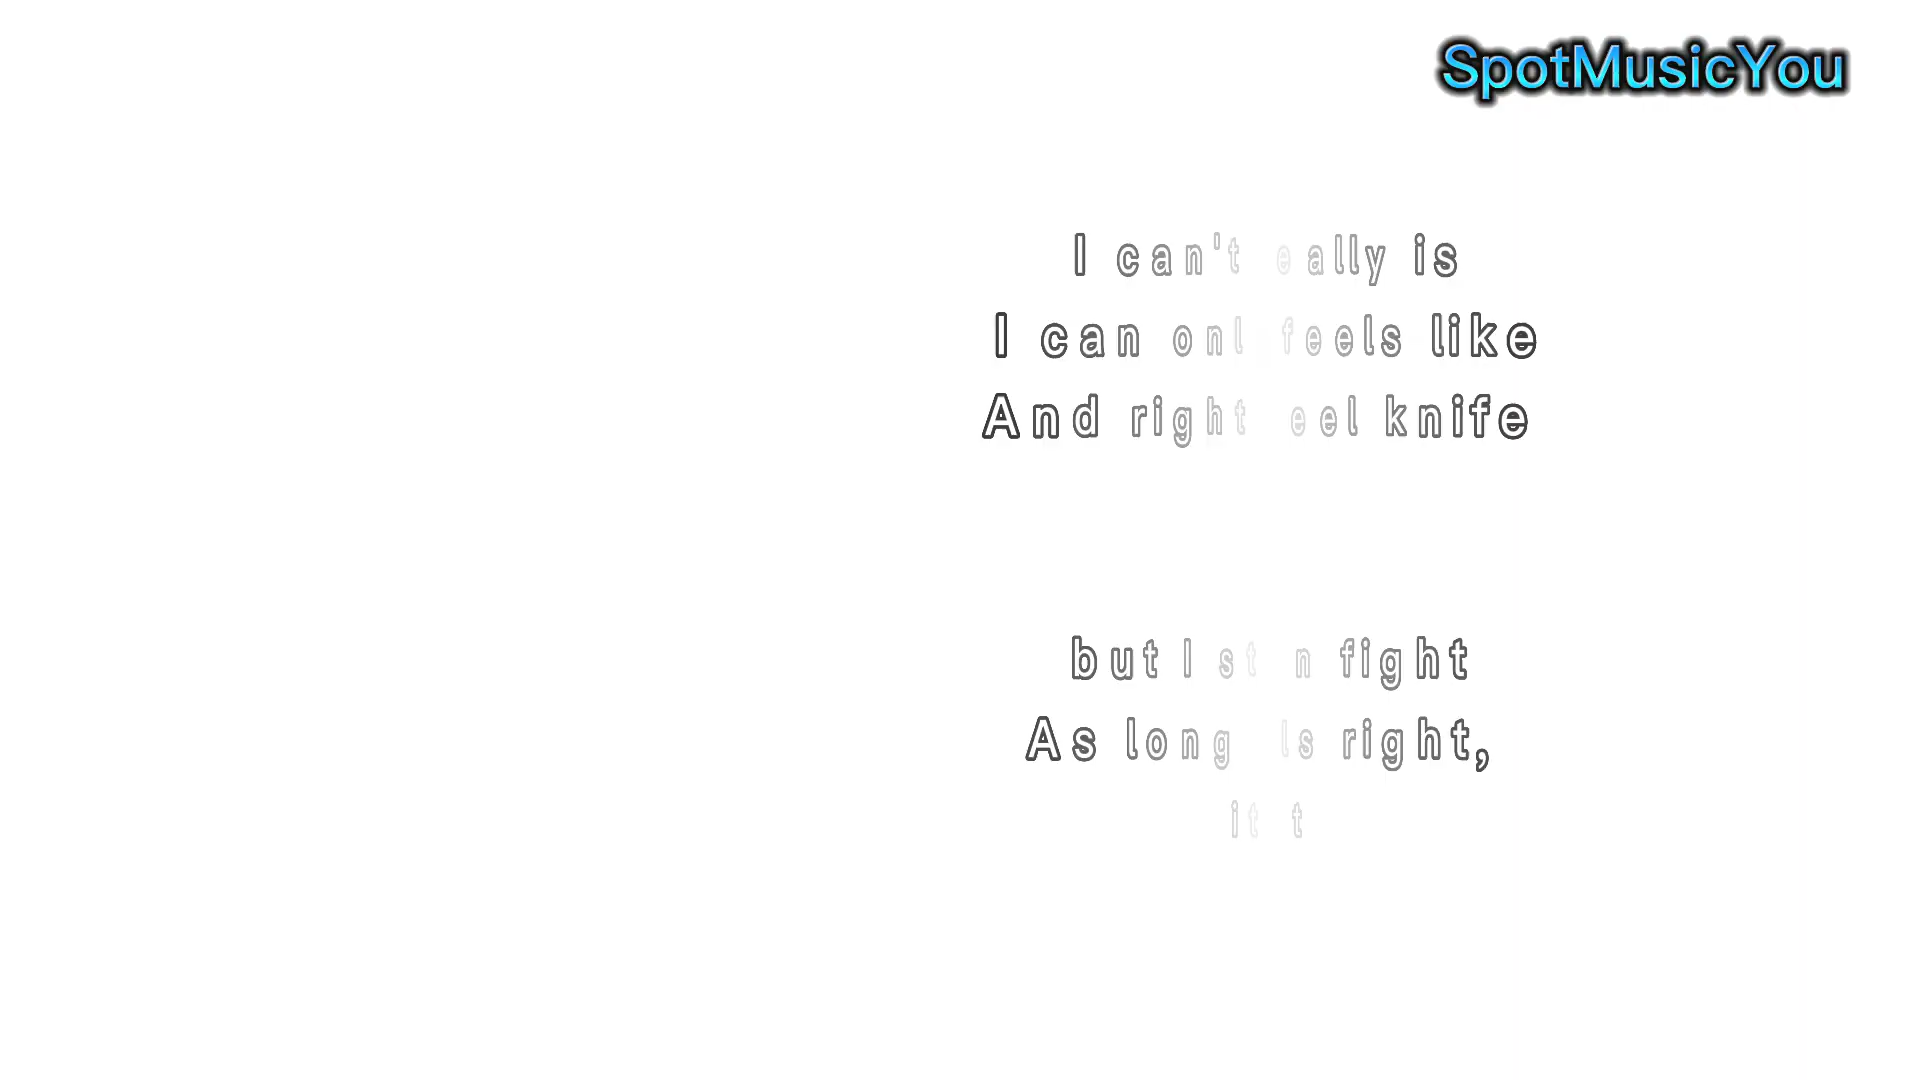 SpotMusicYou
I can't eally is
I can onl feels like
And right eel knife
but I st n fight
As long ls right,
it t